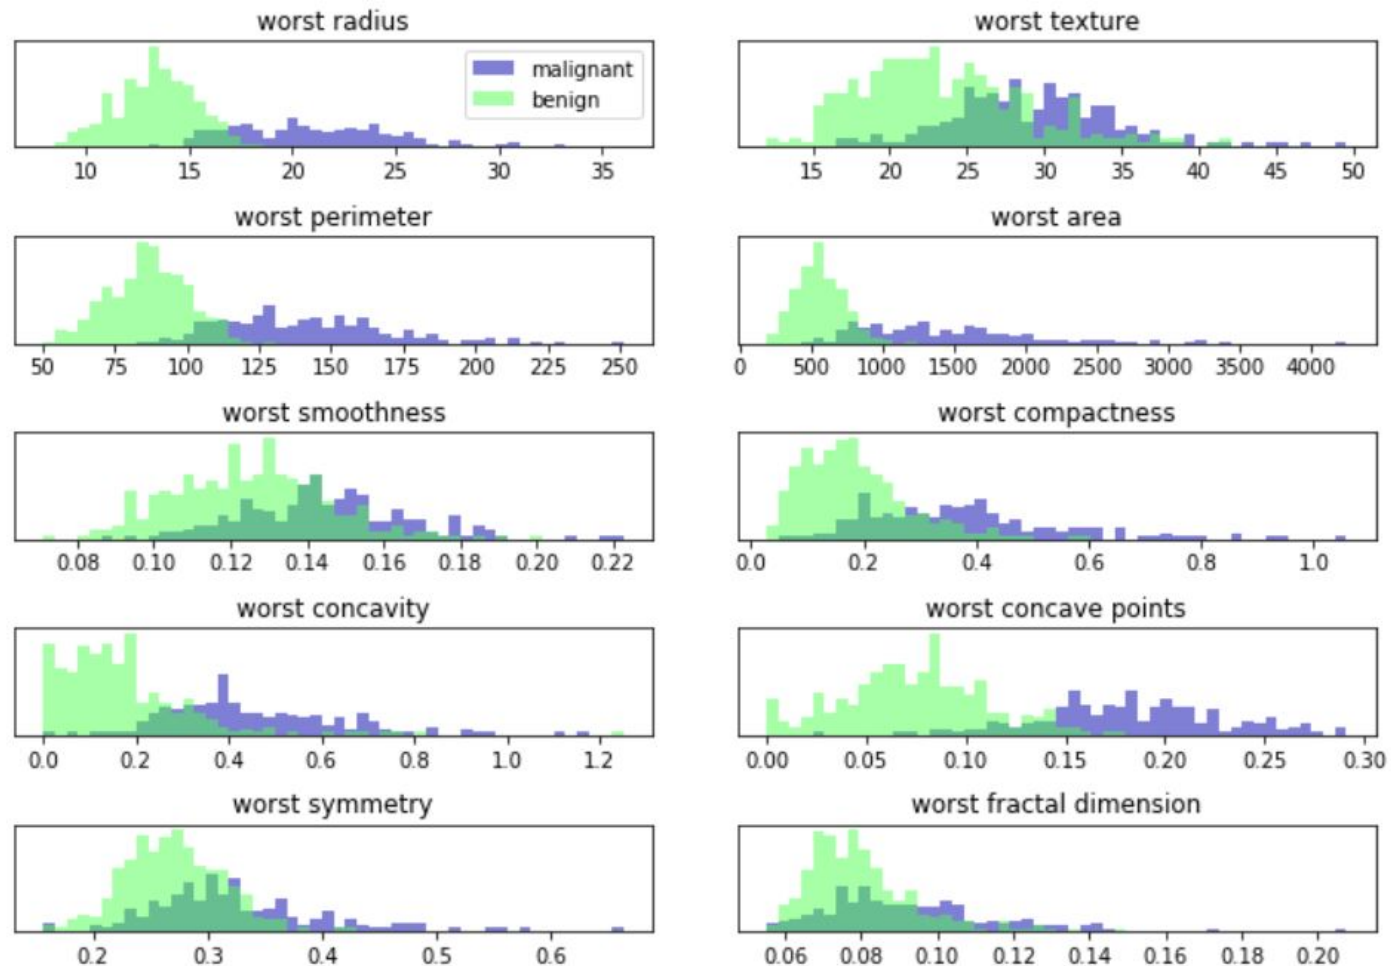 worst radius
malignant
benign
10 15 20 25 30 35
worst texture
15 20 25 30 35 40 45 50
worst perimeter
50 75 100 125 150 175 200 225 250
worst area
0 500 1000 1500 2000 2500 3000 3500 4000
worst smoothness
0.08 0.10 0.12 0.14 0.16 0.18 0.20 0.22
worst compactness
0.0 0.2 0.4 0.6 0.8 1.0
worst concavity
0.0 0.2 0.4 0.6 0.8 1.0 1.2
worst concave points
0.00 0.05 0.10 0.15 0.20 0.25 0.30
worst symmetry
0.2 0.3 0.4 0.5 0.6
worst fractal dimension
0.06 0.08 0.10 0.12 0.14 0.16 0.18 0.20